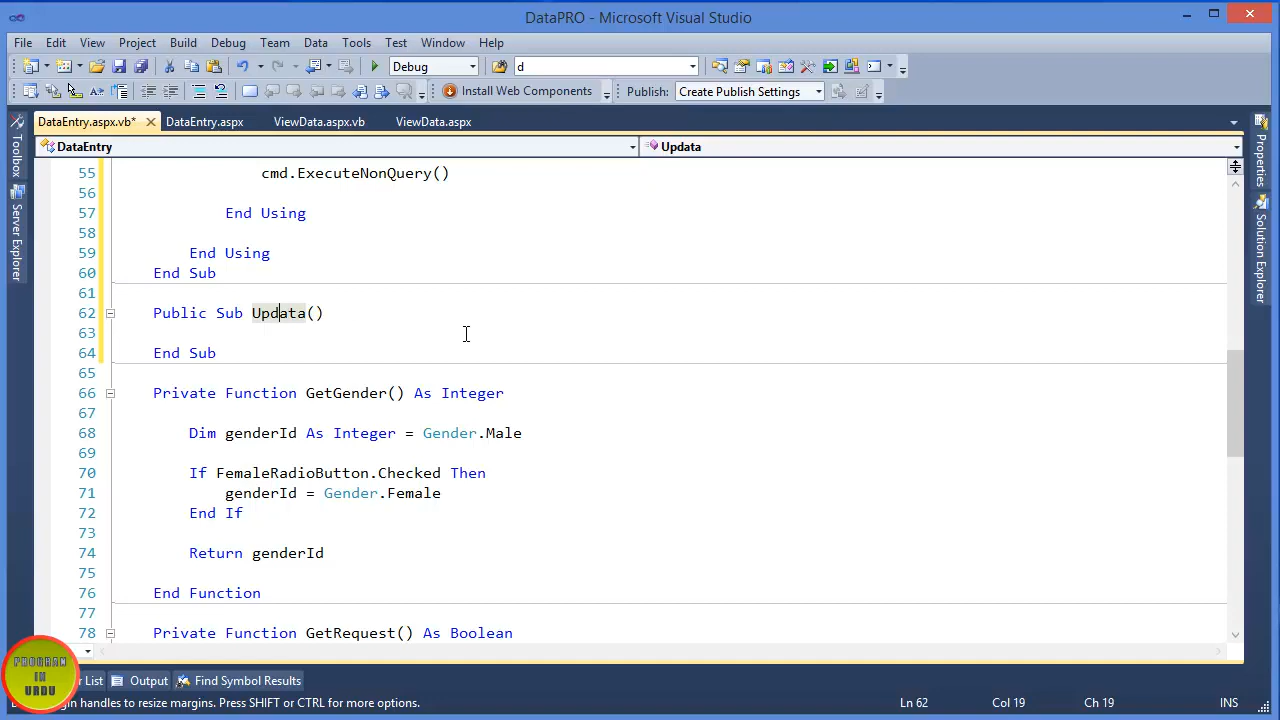 DataPRO - Microsoft Visual Studio
File Edit View Project Build Debug Team Data Tools Test Window Help
Debug d
Install Web Components Publish: Create Publish Settings
DataEntry.aspx.vb* DataEntry.aspx ViewData.aspx.vb ViewData.aspx
DataEntry Updata
Toolbox
Server Explorer
Properties
Solution Explorer
55 cmd.ExecuteNonQuery()
56
57 End Using
58
59 End Using
60 End Sub
61
62 Public Sub Updata()
63
64 End Sub
65
66 Private Function GetGender() As Integer
67
68 Dim genderId As Integer = Gender.Male
69
70 If FemaleRadioButton.Checked Then
71 genderId = Gender.Female
72 End If
73
74 Return genderId
75
76 End Function
77
78 Private Function GetRequest() As Boolean
PROGRAM
IN
URDU
List Output Find Symbol Results
handles to resize margins. Press SHIFT or CTRL for more options. Ln 62 Col 19 Ch 19 INS